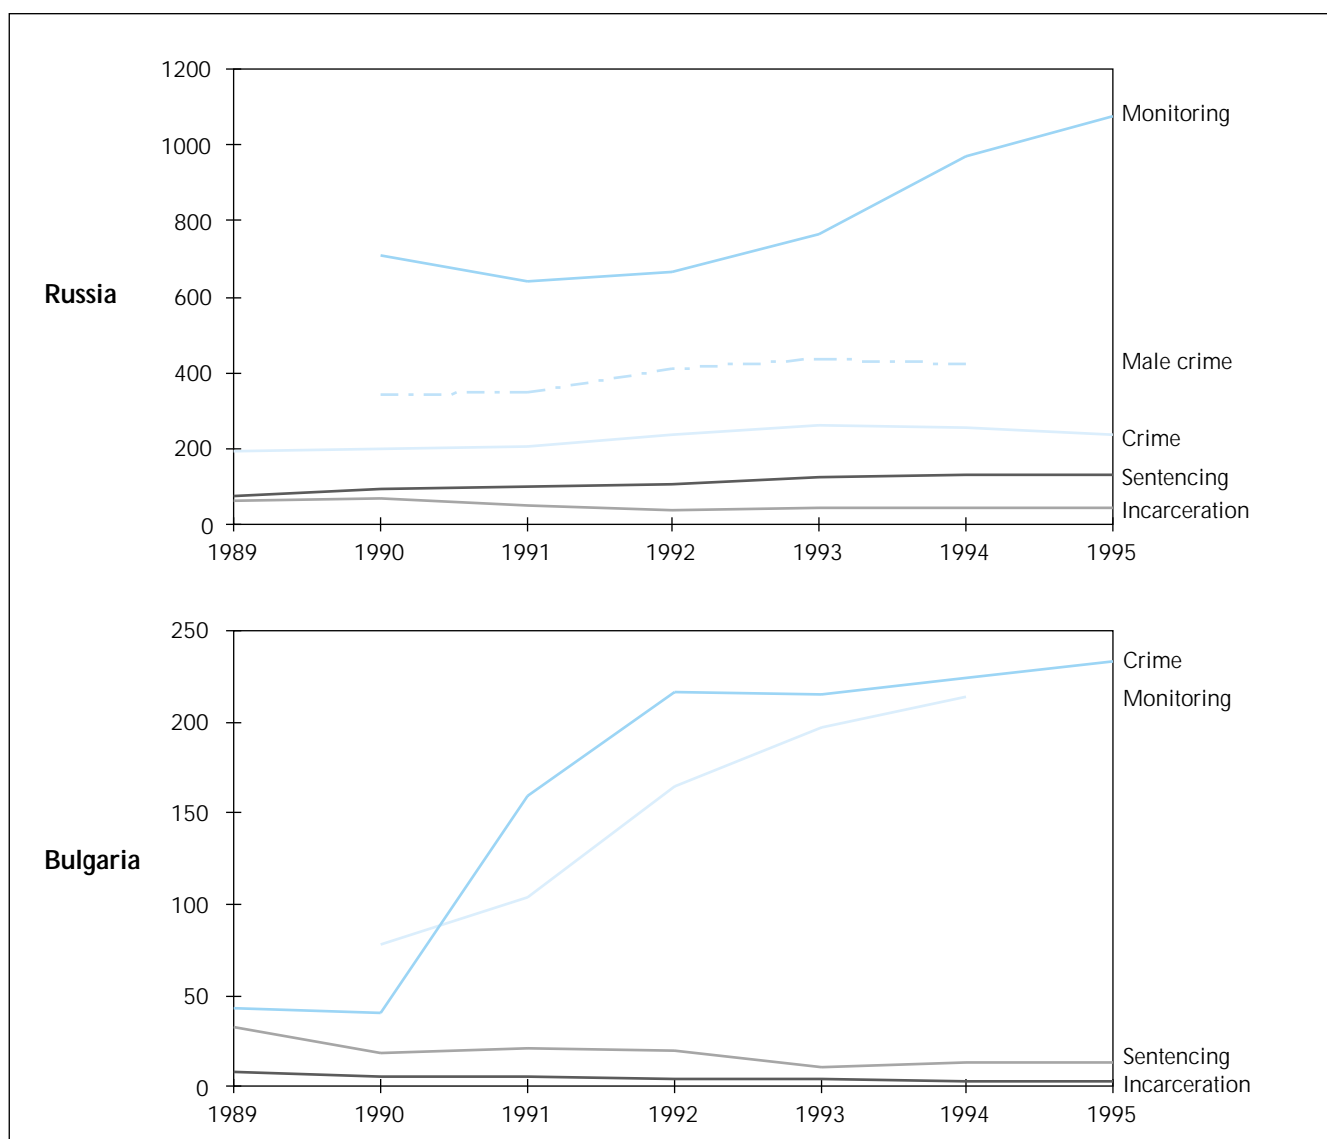 Russia
1200
1000
800
600
400
200
0
Monitoring
Male crime
Crime
Sentencing
Incarceration
1989 1990 1991 1992 1993 1994 1995
Bulgaria
250
200
150
100
50
0
Crime
Monitoring
Sentencing
Incarceration
1989 1990 1991 1992 1993 1994 1995